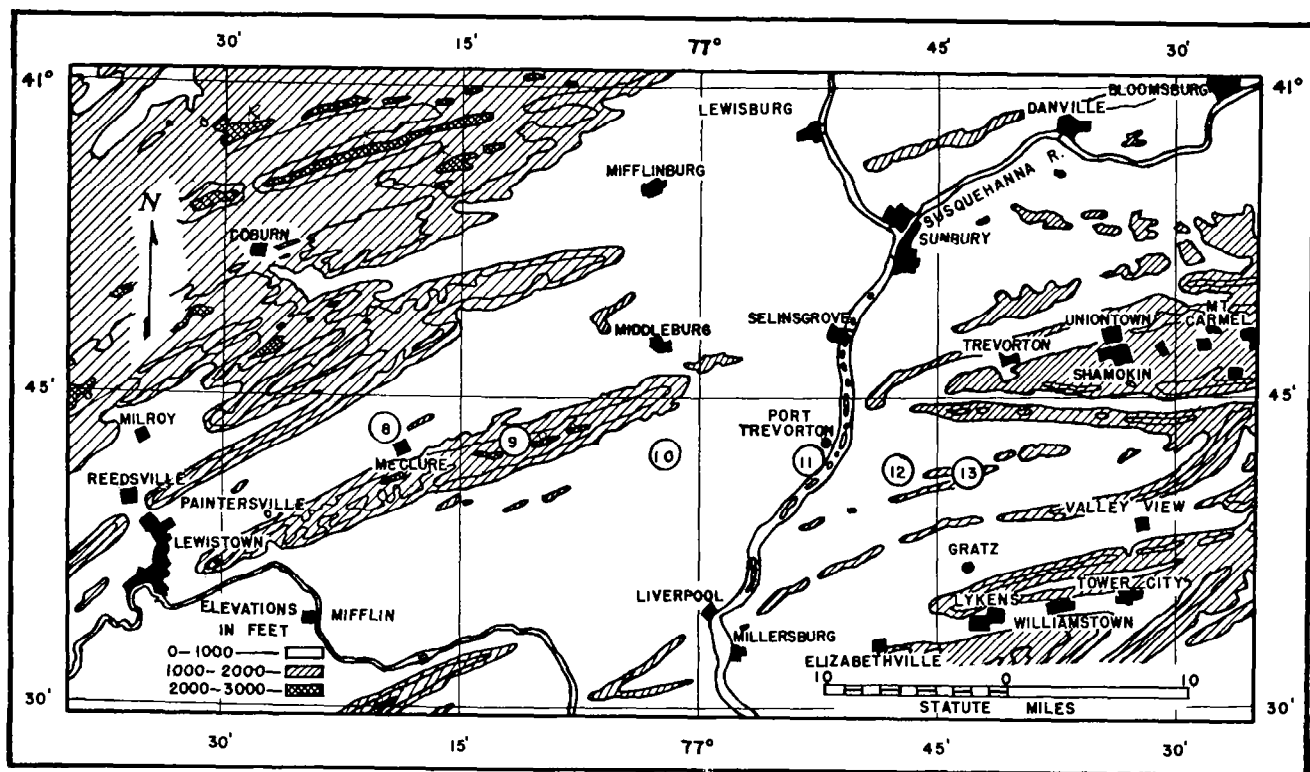 30' 15' 77° 45' 30'
41° 41°
BLOOMSBURG
LEWISBURG DANVILLE
MIFFLINBURG
SUSQUEHANNA R.
N
COBURN
SUNBURY
SELINSGROVE
MIDDLEBURG
UNIONTOWN
MT.
CARMEL
TREVORTON
SHAMOKIN
45' 45'
MILROY
8
PORT
TREVORTON
9
McCLURE
10
11
12
13
REEDSVILLE
PAINTERSVILLE
VALLEY VIEW
LEWISTOWN
GRATZ
TOWER CITY
LIVERPOOL
LYKENS
WILLIAMSTOWN
MIFFLIN
MILLERSBURG
ELIZABETHVILLE
ELEVATIONS
IN FEET
0-1000
1000-2000
2000-3000
10 0 10
STATUTE MILES
30' 30'
30' 15' 77° 45' 30'